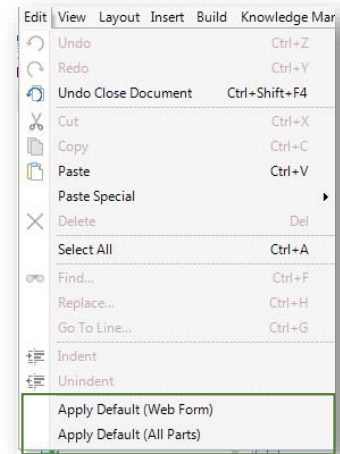 Edit View Layout Insert Build Knowledge Mar
Undo Ctrl+Z
Redo Ctrl+Y
Undo Close Document Ctrl+Shift+F4
Cut Ctrl+X
Copy Ctrl+C
Paste Ctrl+V
Paste Special
Delete Del
Select All Ctrl+A
Find... Ctrl+F
Replace... Ctrl+H
Go To Line... Ctrl+G
Indent
Unindent
Apply Default (Web Form)
Apply Default (All Parts)